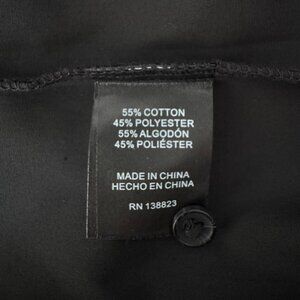 55% COTTON
45% POLYESTER
55% ALGODÓN
45% POLIÉSTER
MADE IN CHINA
HECHO EN CHINA
RN 138823